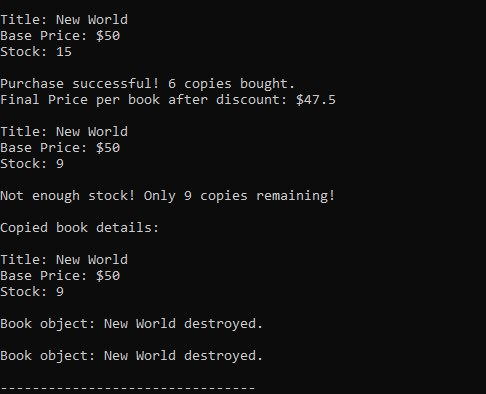 Title: New World
Base Price: $50
Stock: 15
Purchase successful! 6 copies bought.
Final Price per book after discount: $47.5
Title: New World
Base Price: $50
Stock: 9
Not enough stock! Only 9 copies remaining!
Copied book details:
Title: New World
Base Price: $50
Stock: 9
Book object: New World destroyed.
Book object: New World destroyed.
--------------------------------